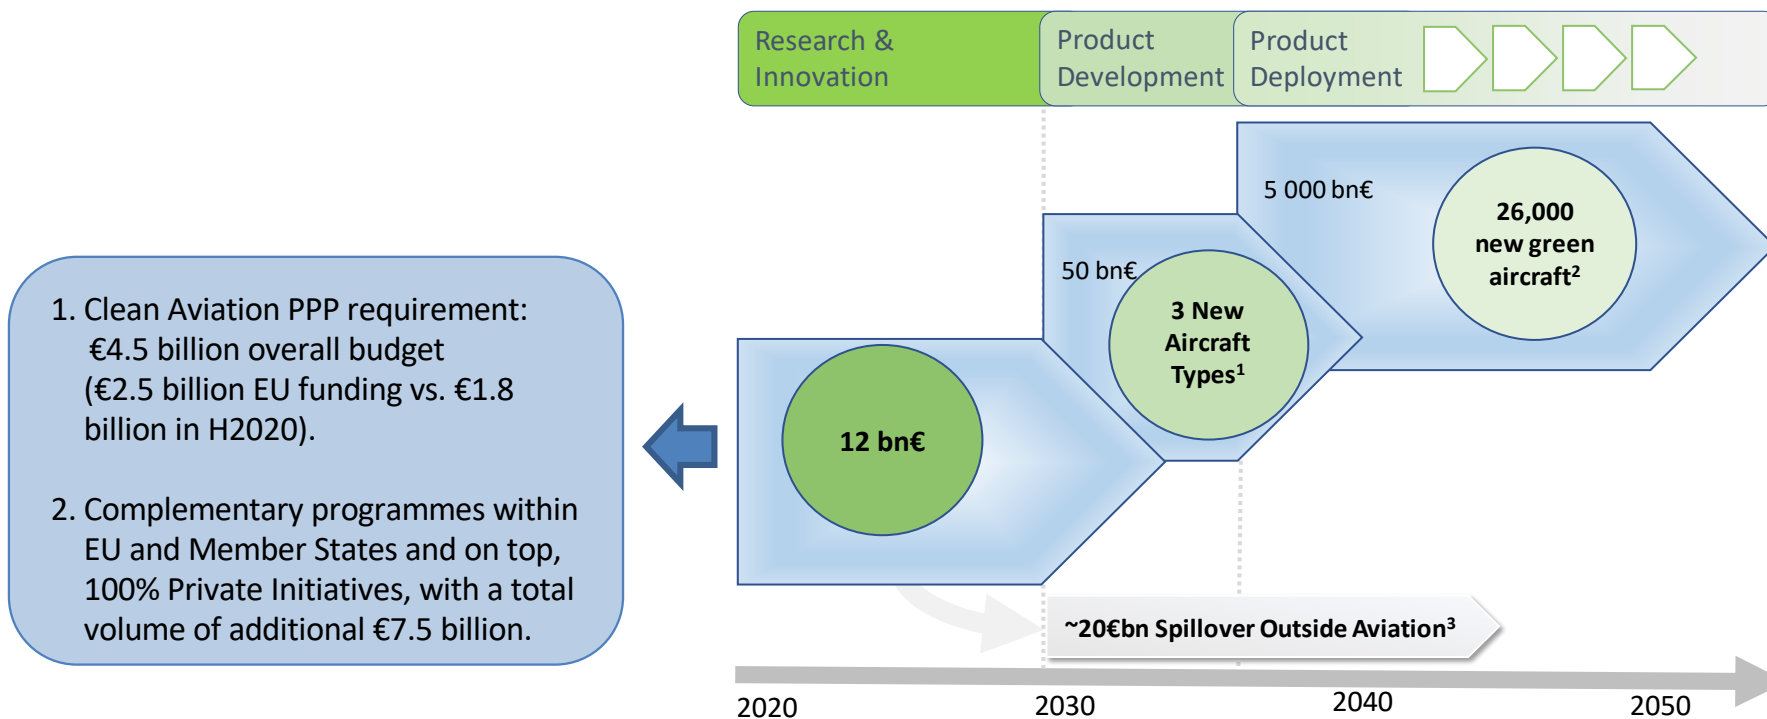 Research &
Innovation
Product
Development
Product
Deployment
5 000 bn€
26,000
new green
aircraft2
50 bn€
3 New
Aircraft
Types1
12 bn€
1. Clean Aviation PPP requirement:
€4.5 billion overall budget
(€2.5 billion EU funding vs. €1.8
billion in H2020).
2. Complementary programmes within
EU and Member States and on top,
100% Private Initiatives, with a total
volume of additional €7.5 billion.
~20€bn Spillover Outside Aviation3
2020
2030
2040
2050